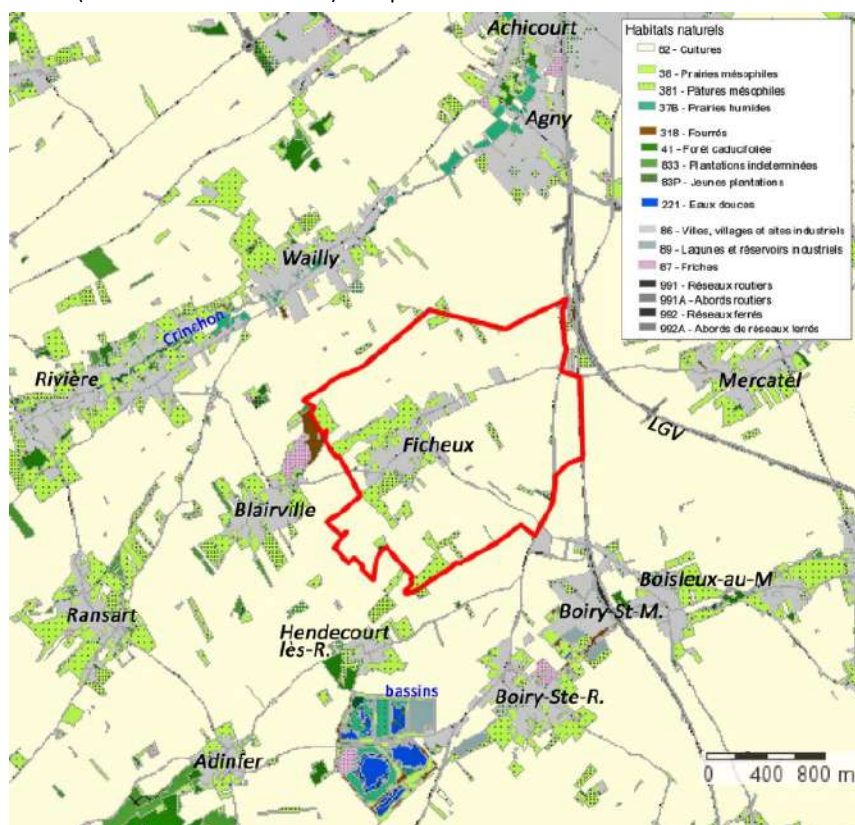 Achicourt
Agny
Wailly
Crinchon
Rivière
Mercatel
LGV
Ficheux
Blairville
Ransart
Boisleux-au-M
Boiry-St-M.
Hendecourt
lès-R.
bassins
Boiry-Ste-R.
Adinfer
Habitats naturels
82 - Cultures
38 - Prairies mésophiles
381 - Pâtures mésophiles
37B - Prairies humides
318 - Fourrés
41 - Forêt caducifoliée
833 - Plantations indeterminées
83P - Jeunes plantations
221 - Eaux douces
86 - Villes, villages et sites industriels
89 - Lagunes et réservoirs industriels
87 - Friches
991 - Réseaux routiers
991A - Abords routiers
992 - Réseaux ferrés
992A - Abords de réseaux ferrés
0 400 800 m